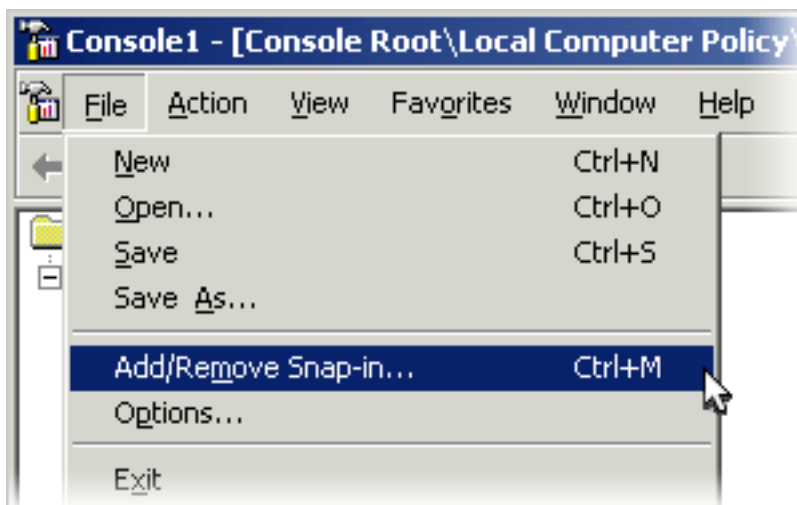 Console1 - [Console Root\Local Computer Policy\
File Action View Favorites Window Help
New Ctrl+N
Open... Ctrl+O
Save Ctrl+S
Save As...
Add/Remove Snap-in... Ctrl+M
Options...
Exit